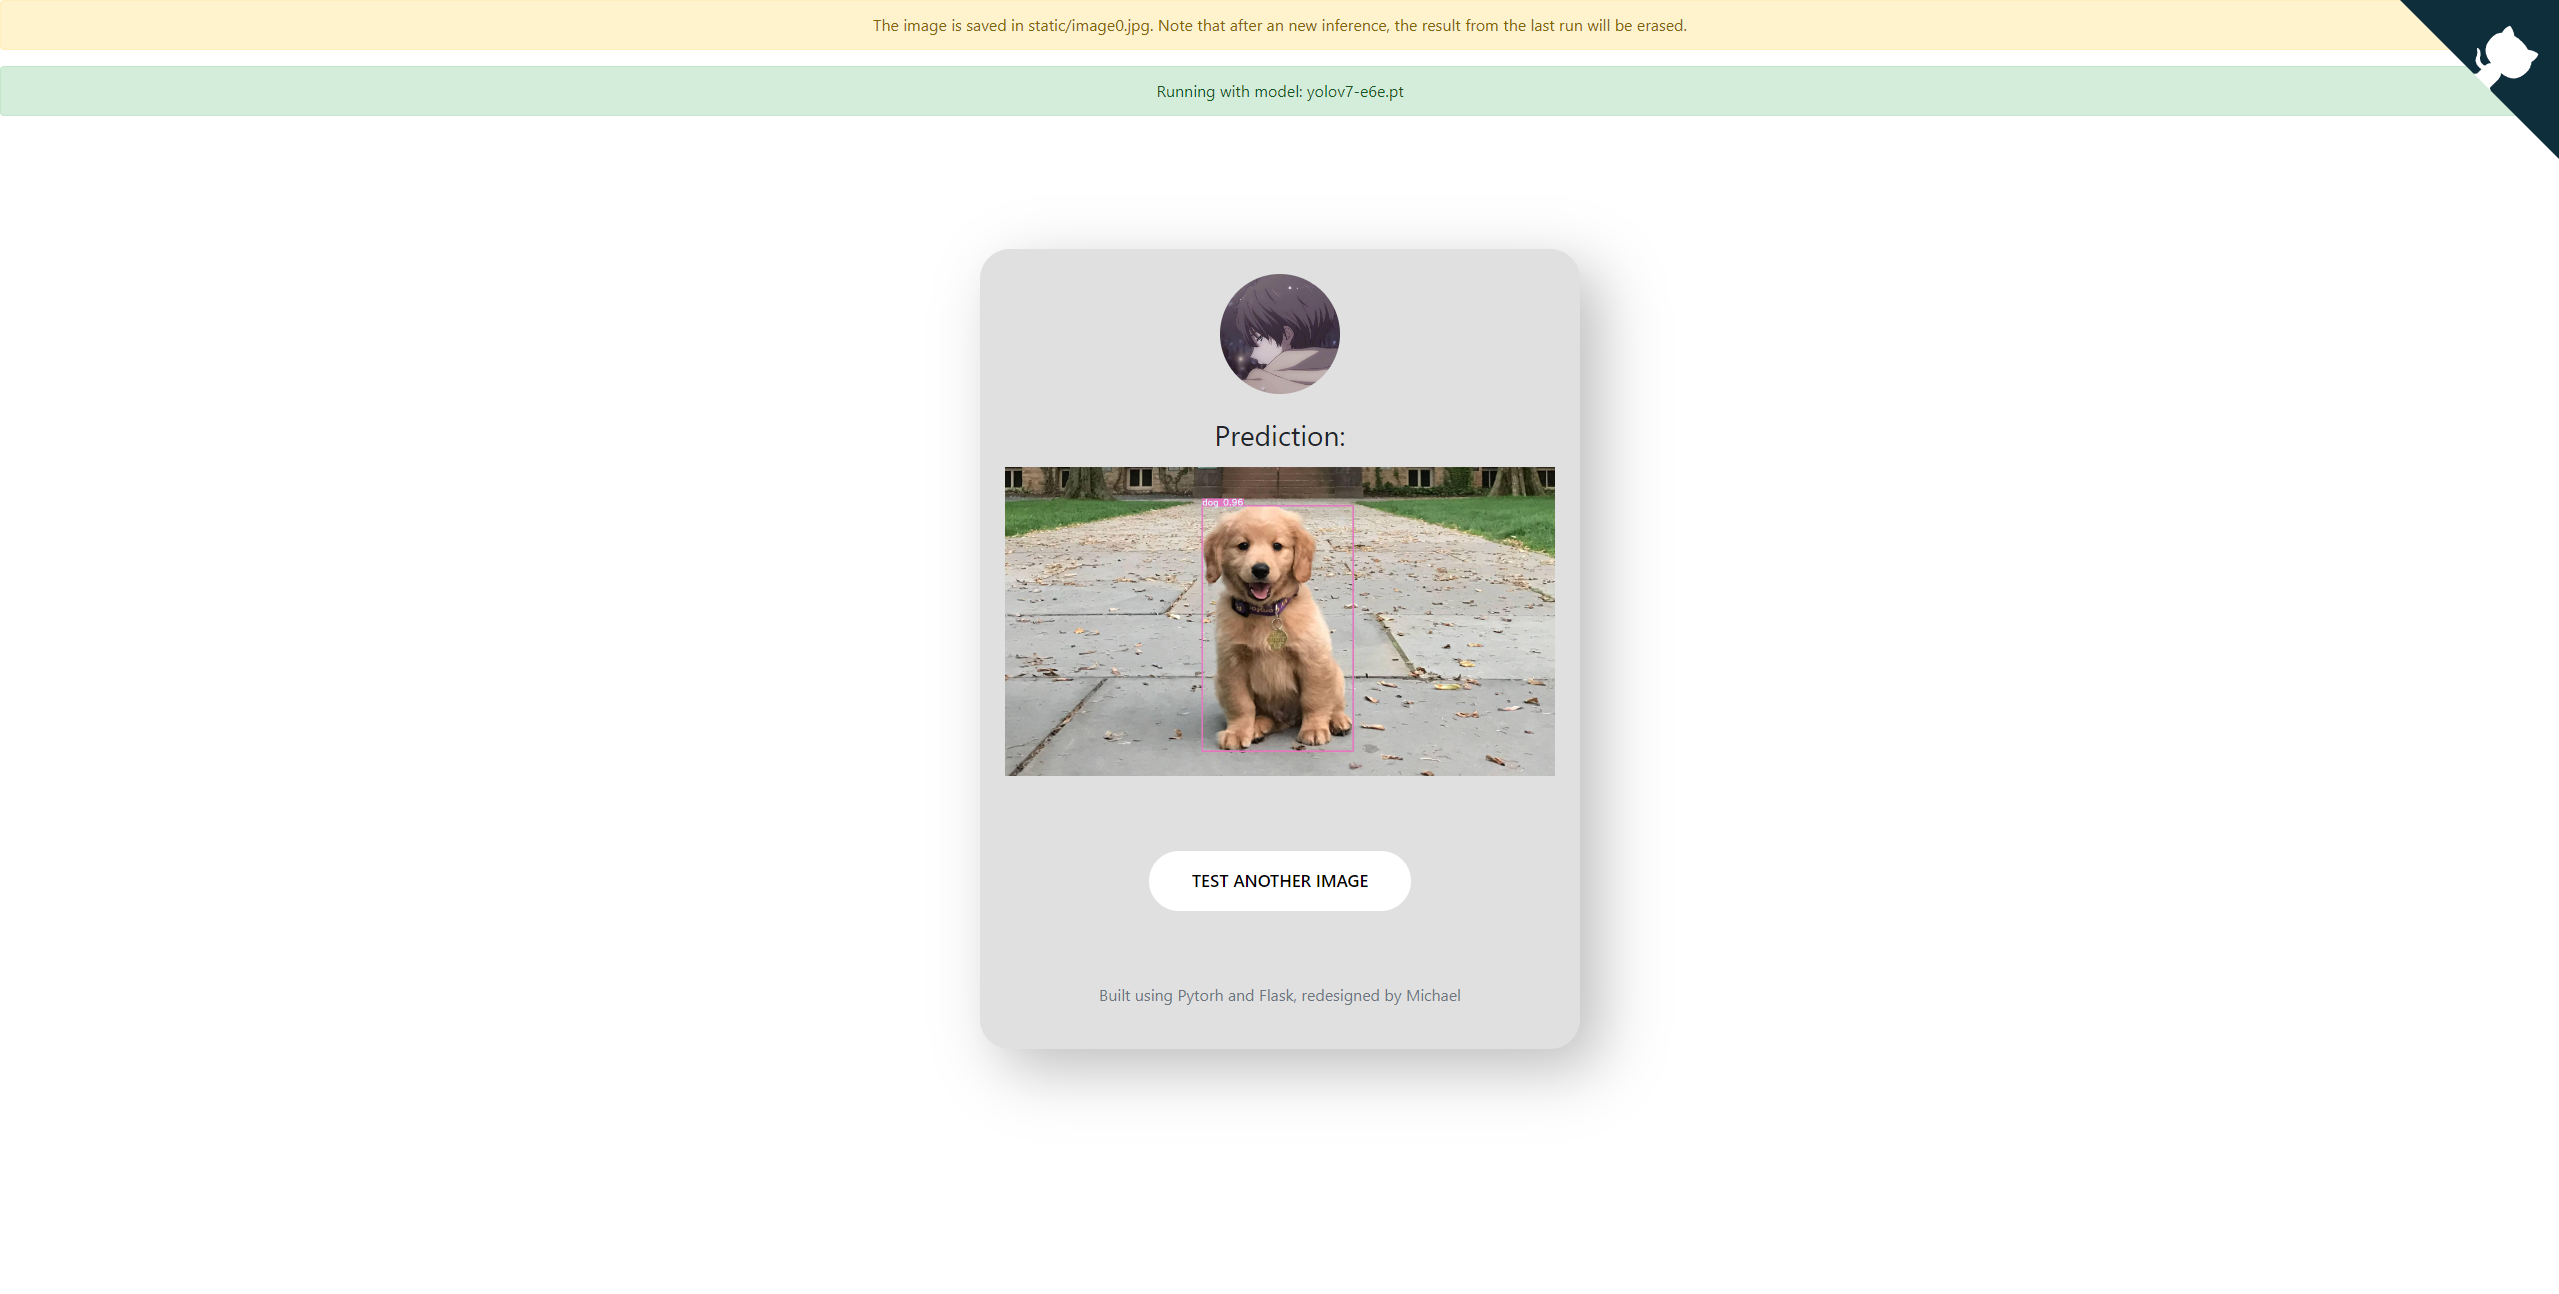 The image is saved in static/image0.jpg. Note that after an new inference, the result from the last run will be erased.
Running with model: yolov7-e6e.pt
Prediction:
dog 0.96
TEST ANOTHER IMAGE
Built using Pytorh and Flask, redesigned by Michael